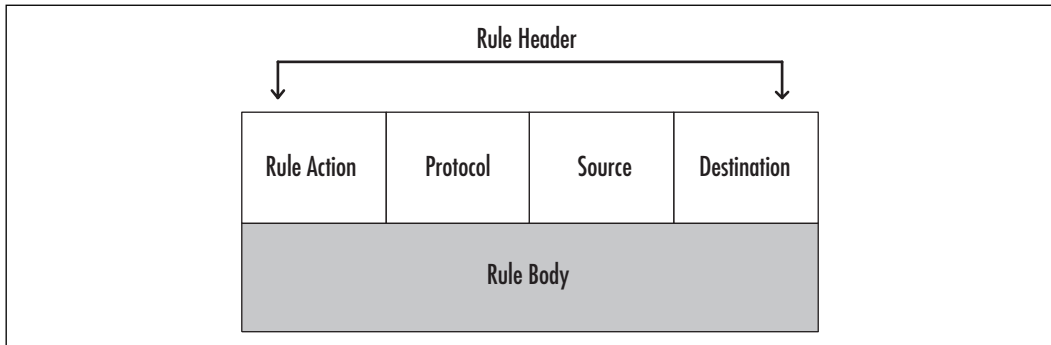 Rule Header
Rule Action
Protocol
Source
Destination
Rule Body